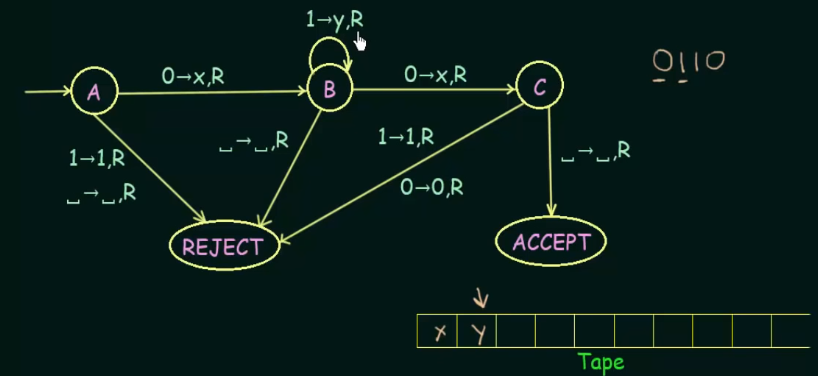 1→y,R
0→x,R
0→x,R
0110
A
B
C
1→1,R
␣→␣,R
␣→␣,R
1→1,R
0→0,R
␣→␣,R
REJECT
ACCEPT
x y
Tape